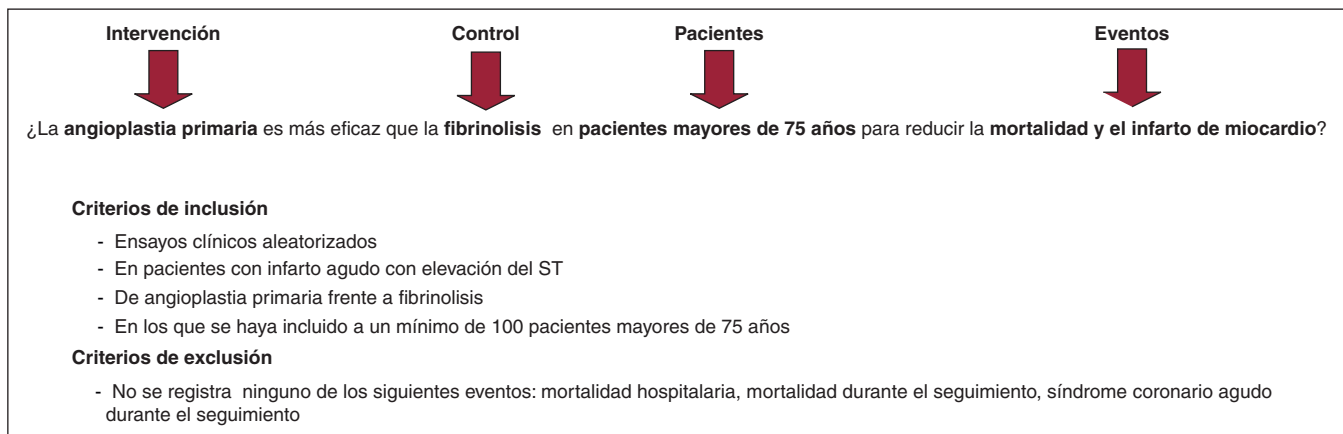 Intervención Control Pacientes Eventos
¿La angioplastia primaria es más eficaz que la fibrinolisis en pacientes mayores de 75 años para reducir la mortalidad y el infarto de miocardio?
Criterios de inclusión
- Ensayos clínicos aleatorizados
- En pacientes con infarto agudo con elevación del ST
- De angioplastia primaria frente a fibrinolisis
- En los que se haya incluido a un mínimo de 100 pacientes mayores de 75 años
Criterios de exclusión
- No se registra ninguno de los siguientes eventos: mortalidad hospitalaria, mortalidad durante el seguimiento, síndrome coronario agudo
durante el seguimiento